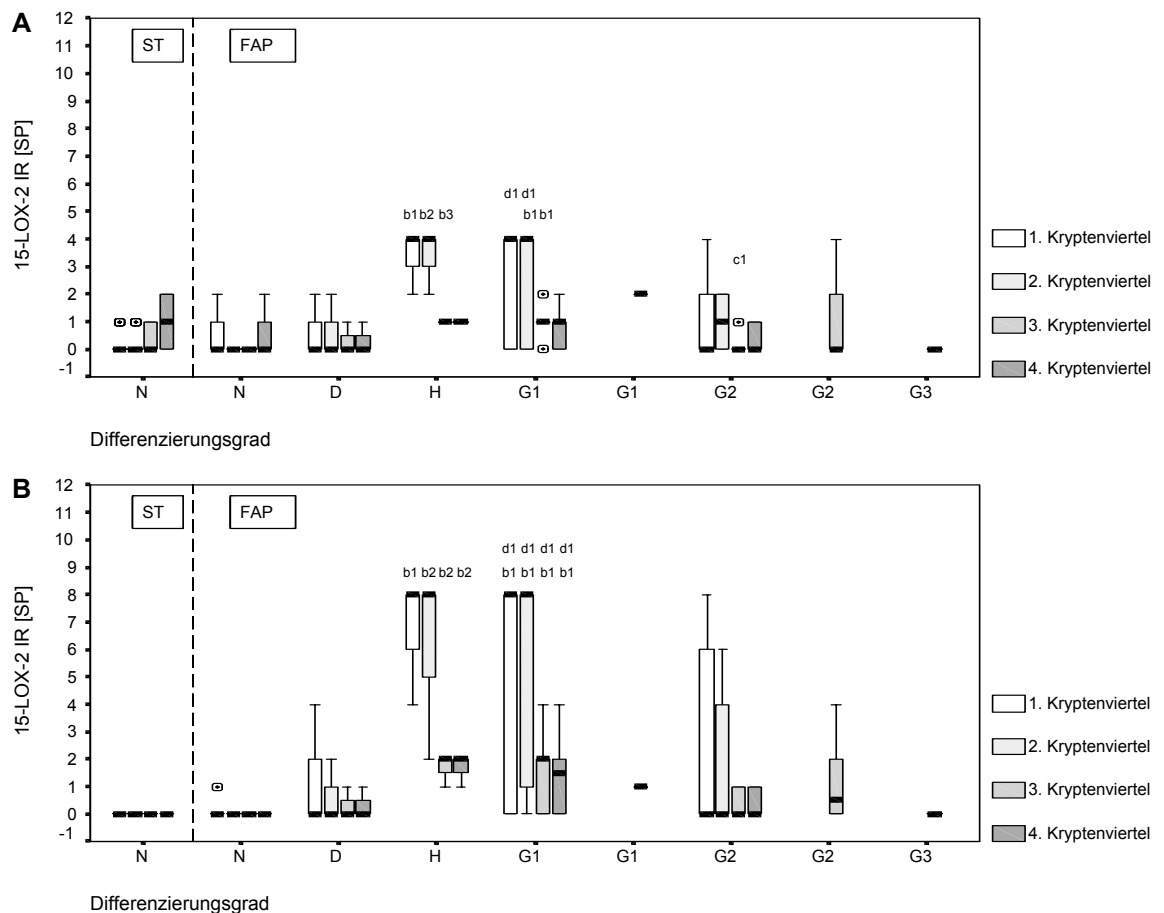 A
ST FAP
15-LOX-2 IR [SP]
12
11
10
9
8
7
6
5
4
3
2
1
0
-1
d1 d1
b1 b2 b3 b1 b1
c1
N N D H G1 G1 G2 G2 G3
Differenzierungsgrad
1. Kryptenviertel
2. Kryptenviertel
3. Kryptenviertel
4. Kryptenviertel
B
ST FAP
15-LOX-2 IR [SP]
12
11
10
9
8
7
6
5
4
3
2
1
0
-1
d1 d1 d1 d1
b1 b2 b2 b2 b1 b1 b1 b1
N N D H G1 G1 G2 G2 G3
Differenzierungsgrad
1. Kryptenviertel
2. Kryptenviertel
3. Kryptenviertel
4. Kryptenviertel